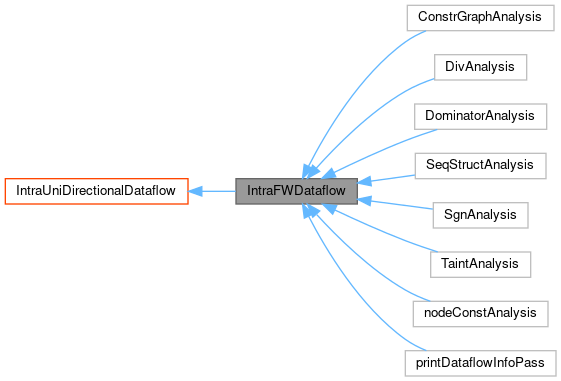 ConstrGraphAnalysis
DivAnalysis
DominatorAnalysis
SeqStructAnalysis
IntraUniDirectionalDataflow
IntraFWDataflow
SgnAnalysis
TaintAnalysis
nodeConstAnalysis
printDataflowInfoPass